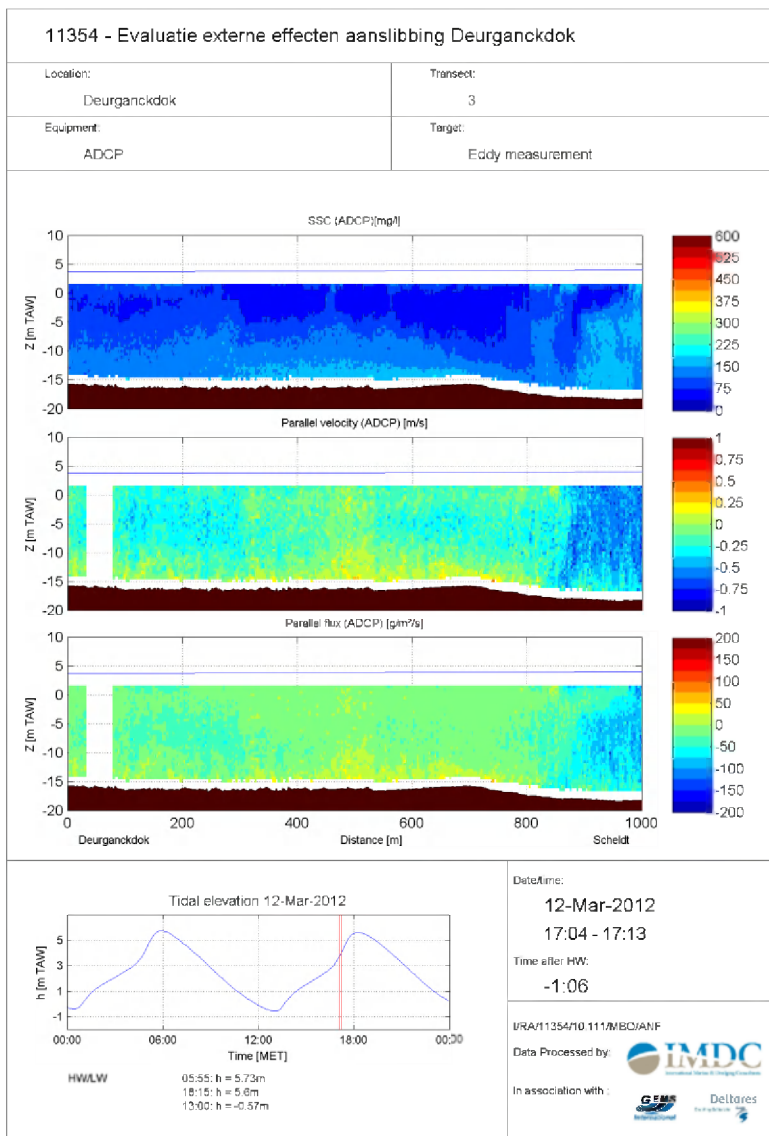 11354 - Evaluatie externe effecten aanslibbing Deurganckdok
Location:
Deurganckdok
Transect:
3
Equipment:
ADCP
Target:
Eddy measurement
SSC (ADCP)[mg/l]
10
5
0
-5
-10
-15
-20
Z [m TAW]
600
525
450
375
300
225
150
75
0
Parallel velocity (ADCP) [m/s]
10
5
0
-5
-10
-15
-20
Z [m TAW]
1
0.75
0.5
0.25
0
-0.25
-0.5
-0.75
-1
Parallel flux (ADCP) [g/m²/s]
10
5
0
-5
-10
-15
-20
Z [m TAW]
200
150
100
50
0
-50
-100
-150
-200
0 200 400 600 800 1000
Deurganckdok Distance [m] Scheldt
Tidal elevation 12-Mar-2012
h [m TAW]
5
3
1
-1
00:00 06:00 12:00 18:00 00:00
Time [MET]
HW/LW
05:55: h = 5.73m
18:15: h = 5.6m
13:00: h = -0.57m
Date/time:
12-Mar-2012
17:04 - 17:13
Time after HW:
-1:06
I/RA/11354/10.111/MBO/ANF
Data Processed by:
IMDC
International Marine & Dredging Consultants
In association with :
GEMS
International
Deltares